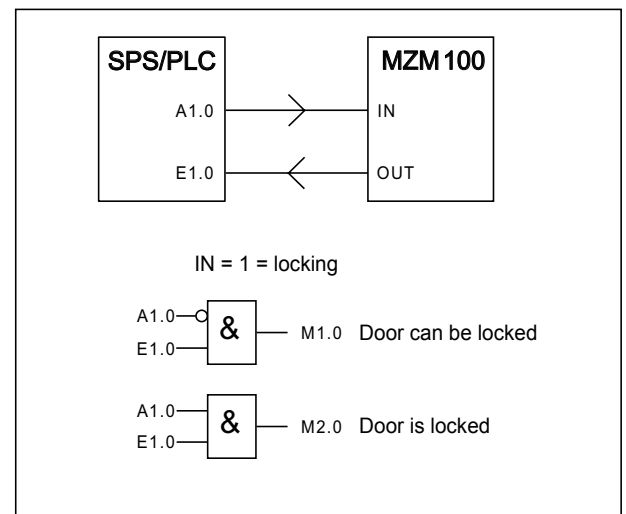 SPS/PLC MZM 100
A1.0 IN
E1.0 OUT
IN = 1 = locking
A1.0
& M1.0 Door can be locked
E1.0
A1.0
& M2.0 Door is locked
E1.0